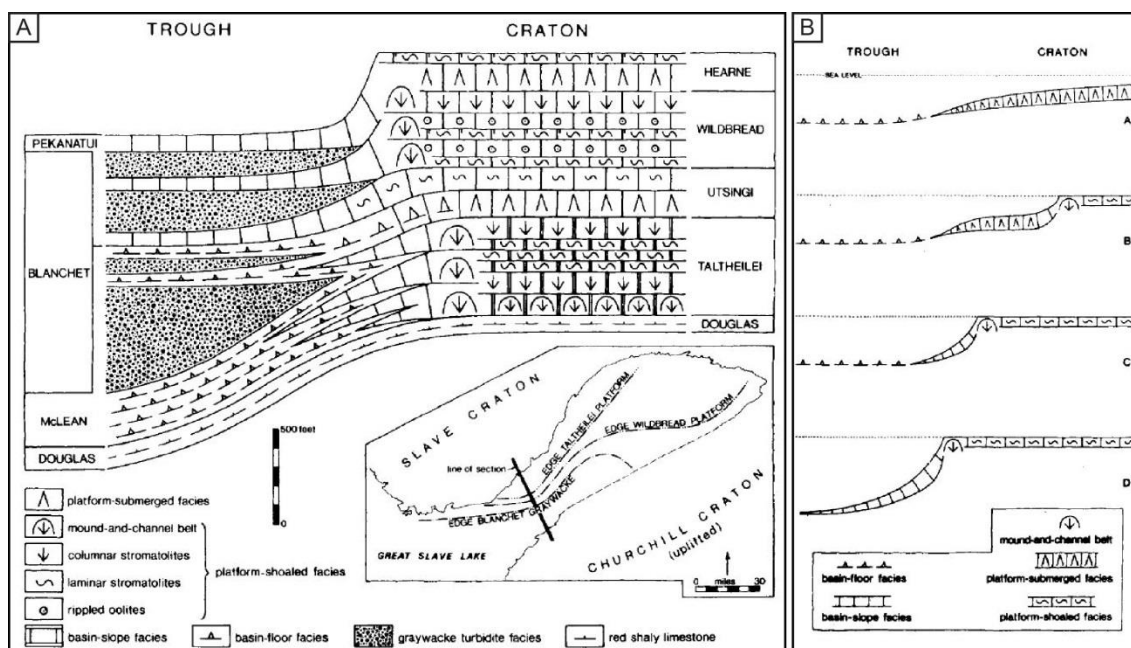 A
TROUGH
CRATON
HEARNE
WILDBREAD
PEKANATUI
UTSINGI
BLANCHET
TALTHEILEI
DOUGLAS
McLEAN
DOUGLAS
500 feet
0
SLAVE CRATON
line of section
EDGE TALTHEILEI PLATFORM
EDGE WILDBREAD PLATFORM
EDGE BLANCHET GRAYWACKE
CHURCHILL CRATON
(uplifted)
GREAT SLAVE LAKE
0 miles 30
platform-submerged facies
mound-and-channel belt
columnar stromatolites
laminar stromatolites
rippled oolites
platform-shoaled facies
basin-slope facies
basin-floor facies
graywacke turbidite facies
red shaly limestone
B
TROUGH
CRATON
SEA LEVEL
A
B
C
D
mound-and-channel belt
basin-floor facies
platform-submerged facies
basin-slope facies
platform-shoaled facies